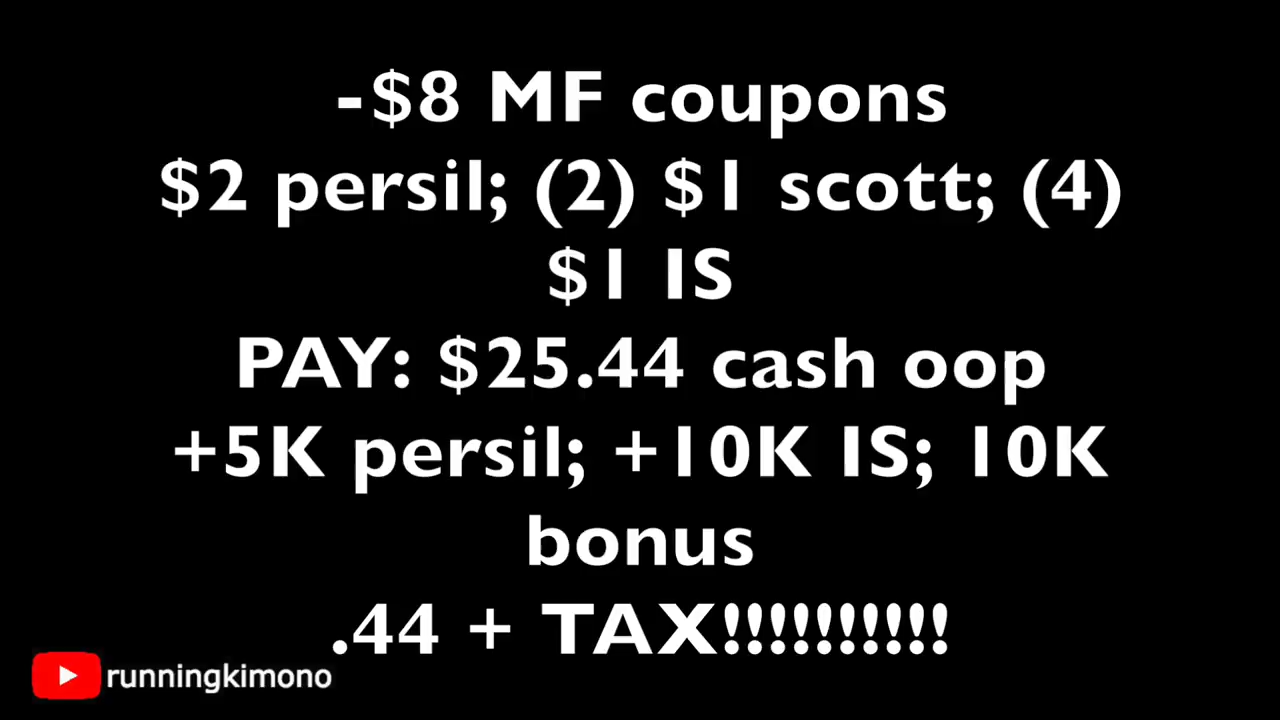 -$8 MF coupons
$2 persil; (2) $1 scott; (4)
$1 IS
PAY: $25.44 cash oop
+5K persil; +10K IS; 10K
bonus
.44 + TAX!!!!!!!!!!
runningkimono